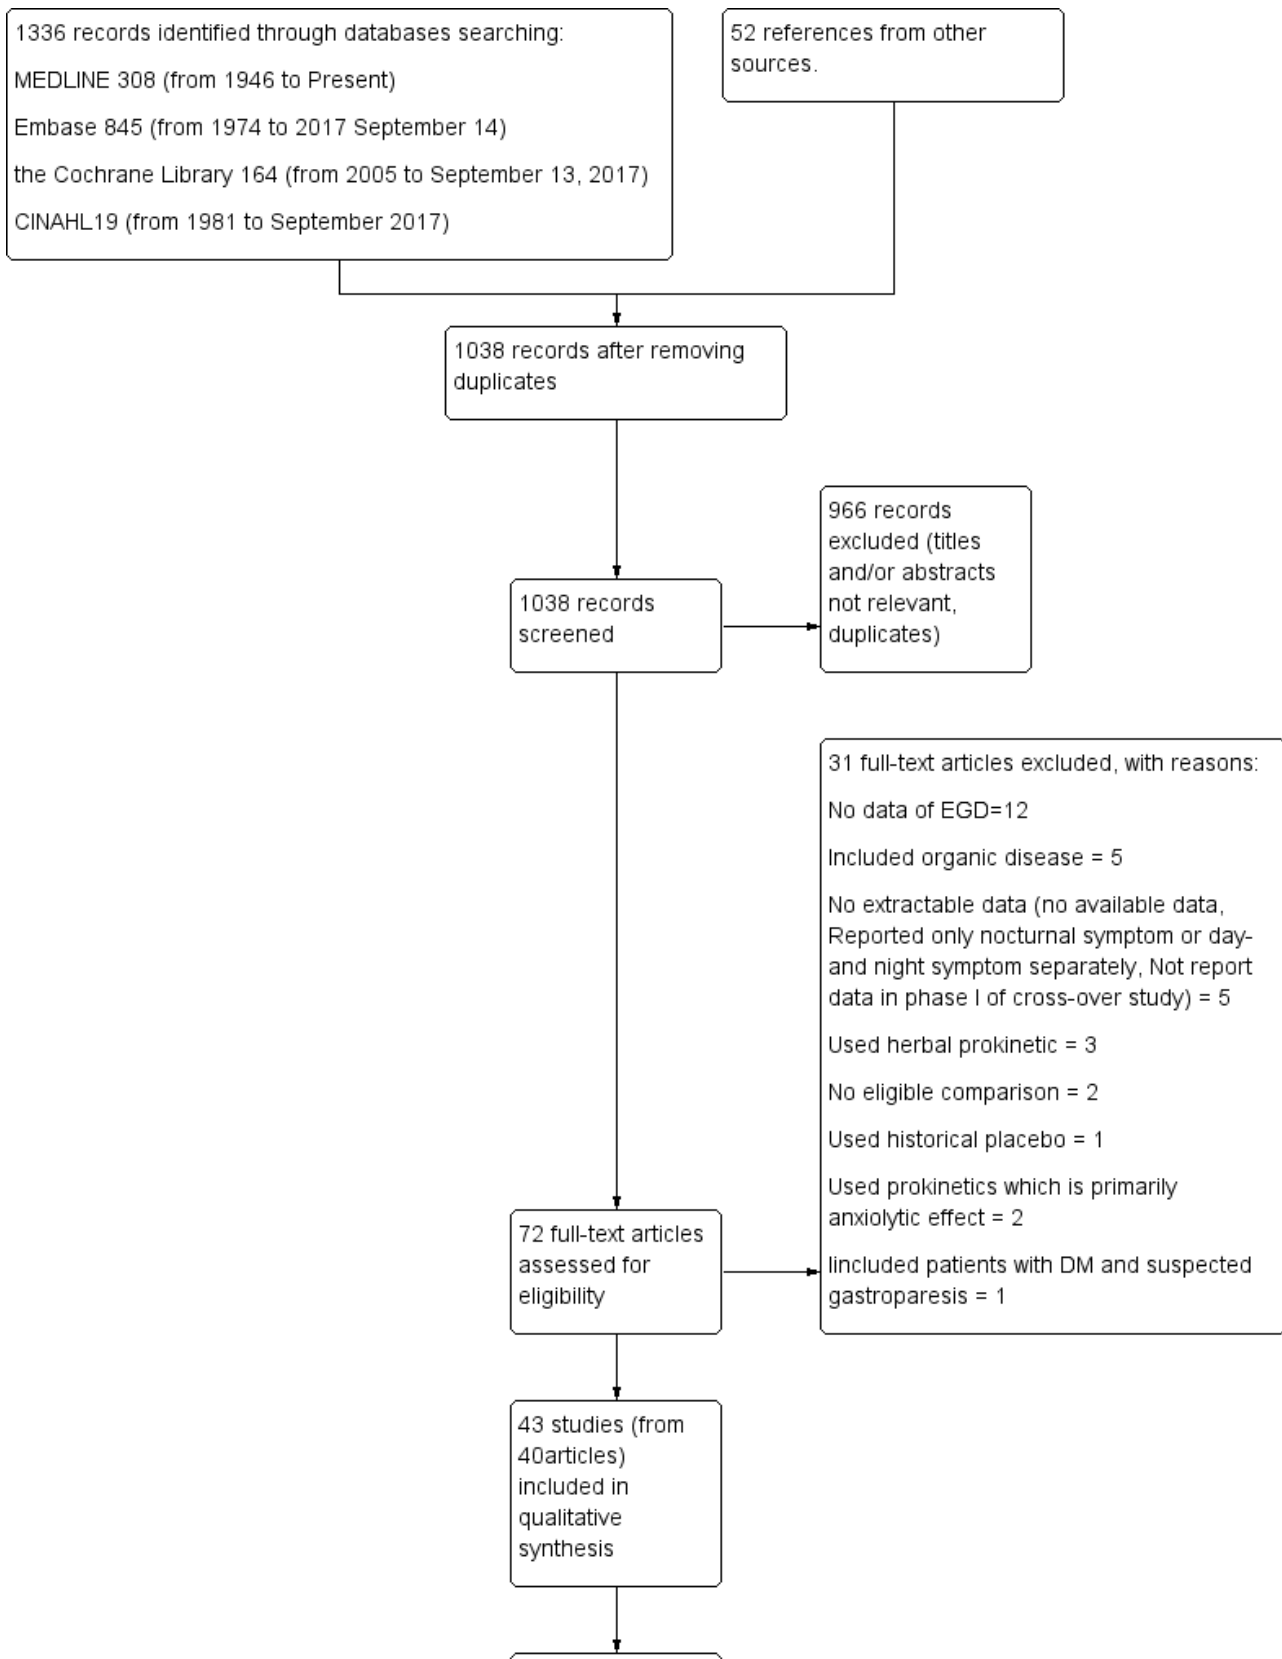 1336 records identified through databases searching:
MEDLINE 308 (from 1946 to Present)
Embase 845 (from 1974 to 2017 September 14)
the Cochrane Library 164 (from 2005 to September 13, 2017)
CINAHL19 (from 1981 to September 2017)
52 references from other
sources.
1038 records after removing
duplicates
966 records
excluded (titles
and/or abstracts
not relevant,
duplicates)
1038 records
screened
31 full-text articles excluded, with reasons:
No data of EGD=12
Included organic disease = 5
No extractable data (no available data,
Reported only nocturnal symptom or day-
and night symptom separately, Not report
data in phase I of cross-over study) = 5
Used herbal prokinetic = 3
No eligible comparison = 2
Used historical placebo = 1
Used prokinetics which is primarily
anxiolytic effect = 2
Iincluded patients with DM and suspected
gastroparesis = 1
72 full-text articles
assessed for
eligibility
43 studies (from
40articles)
included in
qualitative
synthesis